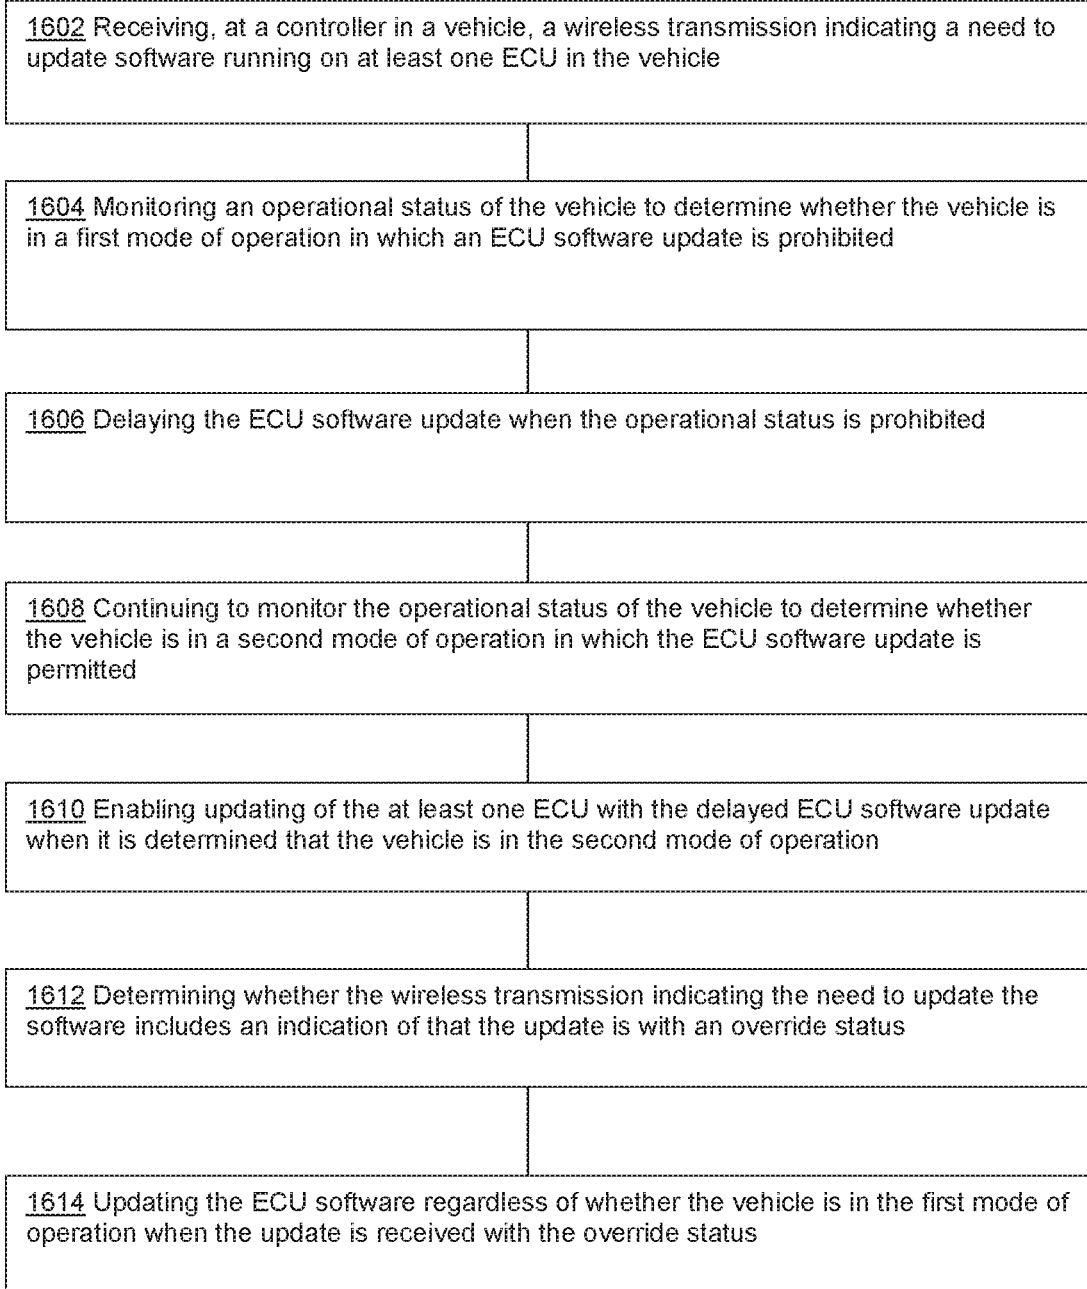 1602 Receiving, at a controller in a vehicle, a wireless transmission indicating a need to
update software running on at least one ECU in the vehicle
1604 Monitoring an operational status of the vehicle to determine whether the vehicle is
in a first mode of operation in which an ECU software update is prohibited
1606 Delaying the ECU software update when the operational status is prohibited
1608 Continuing to monitor the operational status of the vehicle to determine whether
the vehicle is in a second mode of operation in which the ECU software update is
permitted
1610 Enabling updating of the at least one ECU with the delayed ECU software update
when it is determined that the vehicle is in the second mode of operation
1612 Determining whether the wireless transmission indicating the need to update the
software includes an indication of that the update is with an override status
1614 Updating the ECU software regardless of whether the vehicle is in the first mode of
operation when the update is received with the override status